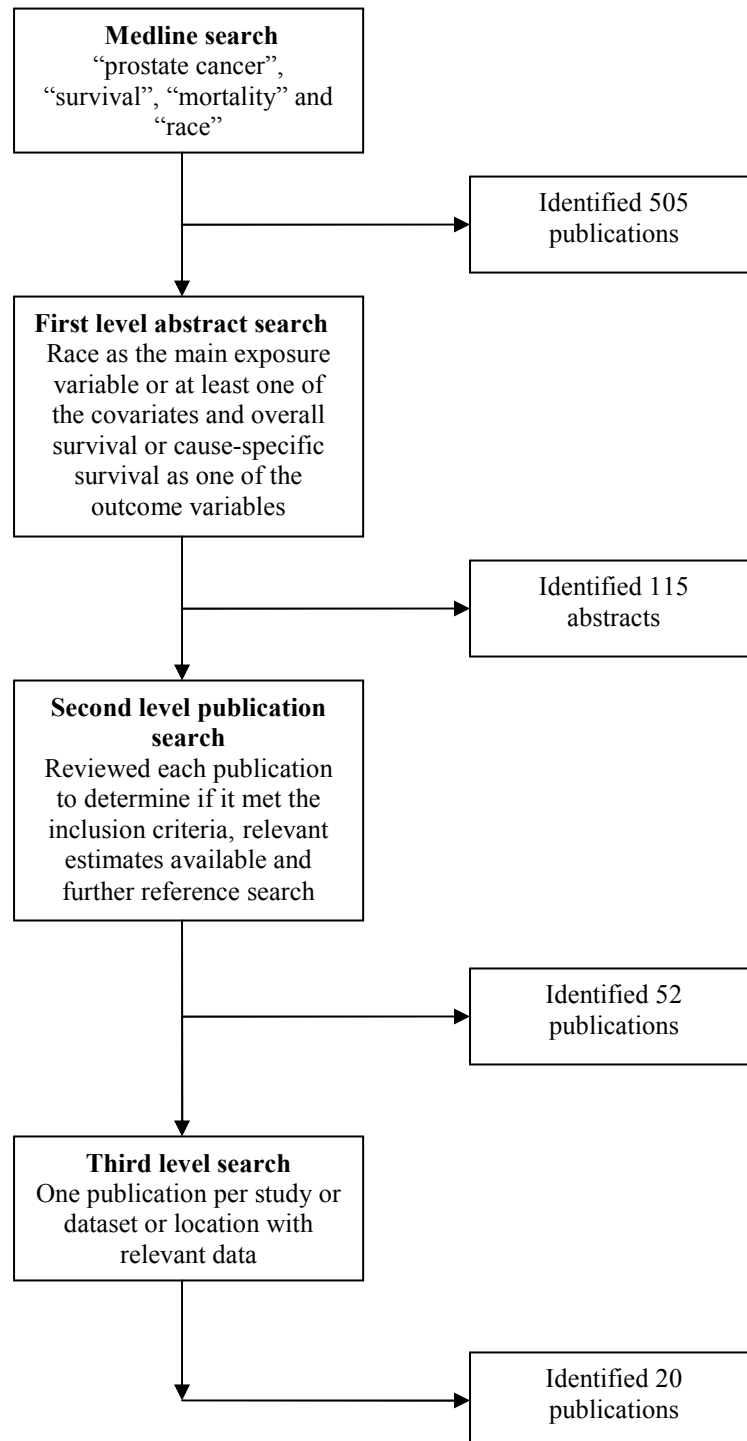 Medline search
“prostate cancer”,
“survival”, “mortality” and
“race”
Identified 505
publications
First level abstract search
Race as the main exposure
variable or at least one of
the covariates and overall
survival or cause-specific
survival as one of the
outcome variables
Identified 115
abstracts
Second level publication
search
Reviewed each publication
to determine if it met the
inclusion criteria, relevant
estimates available and
further reference search
Identified 52
publications
Third level search
One publication per study or
dataset or location with
relevant data
Identified 20
publications